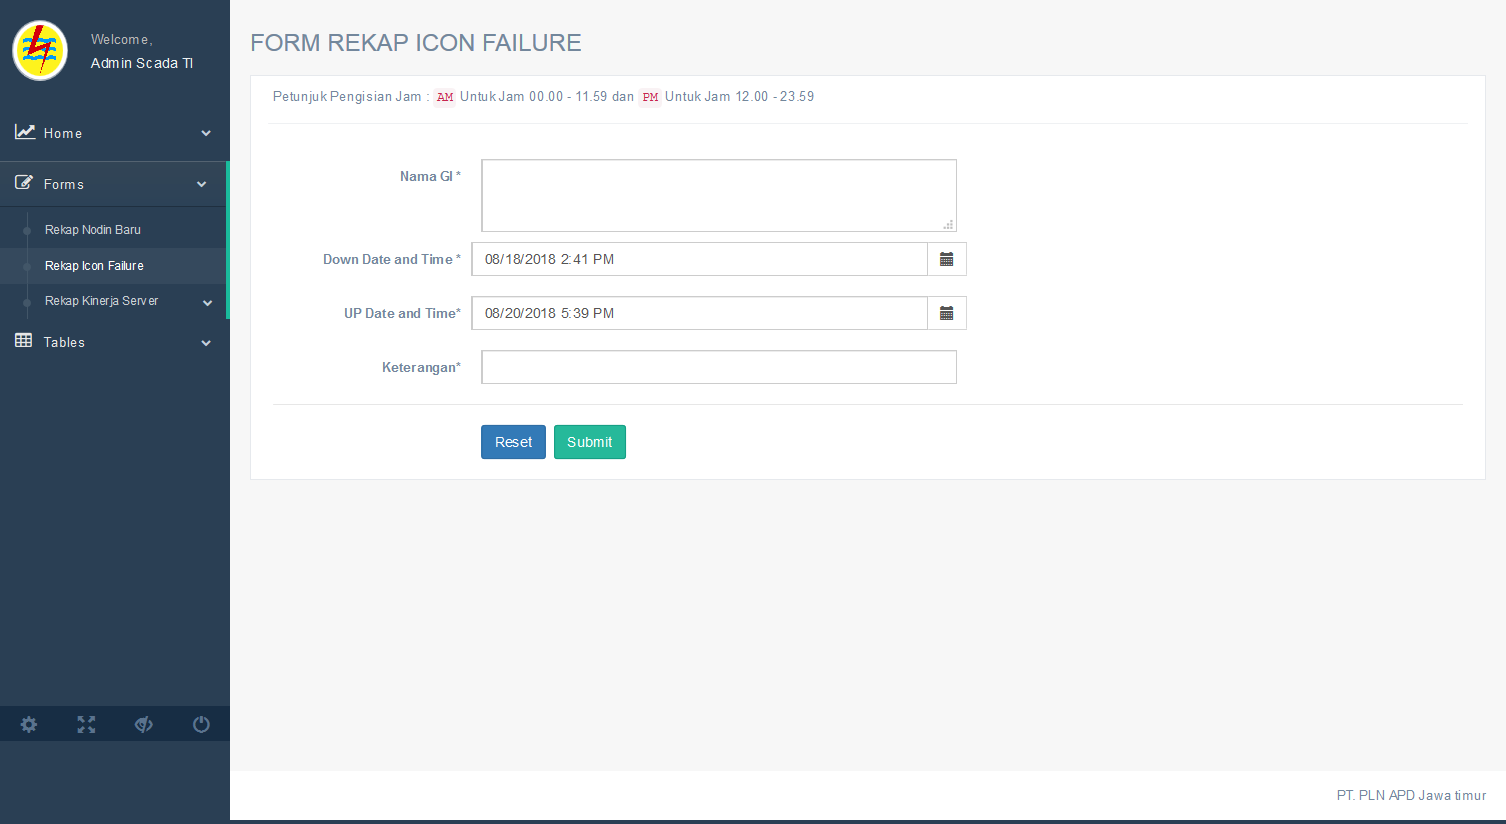 Welcome,
Admin Scada TI
Home
Forms
Rekap Nodin Baru
Rekap Icon Failure
Rekap Kinerja Server
Tables
FORM REKAP ICON FAILURE
Petunjuk Pengisian Jam : AM Untuk Jam 00.00 - 11.59 dan PM Untuk Jam 12.00 - 23.59
Nama GI *
Down Date and Time * 08/18/2018 2:41 PM
UP Date and Time* 08/20/2018 5:39 PM
Keterangan*
Reset Submit
PT. PLN APD Jawa timur